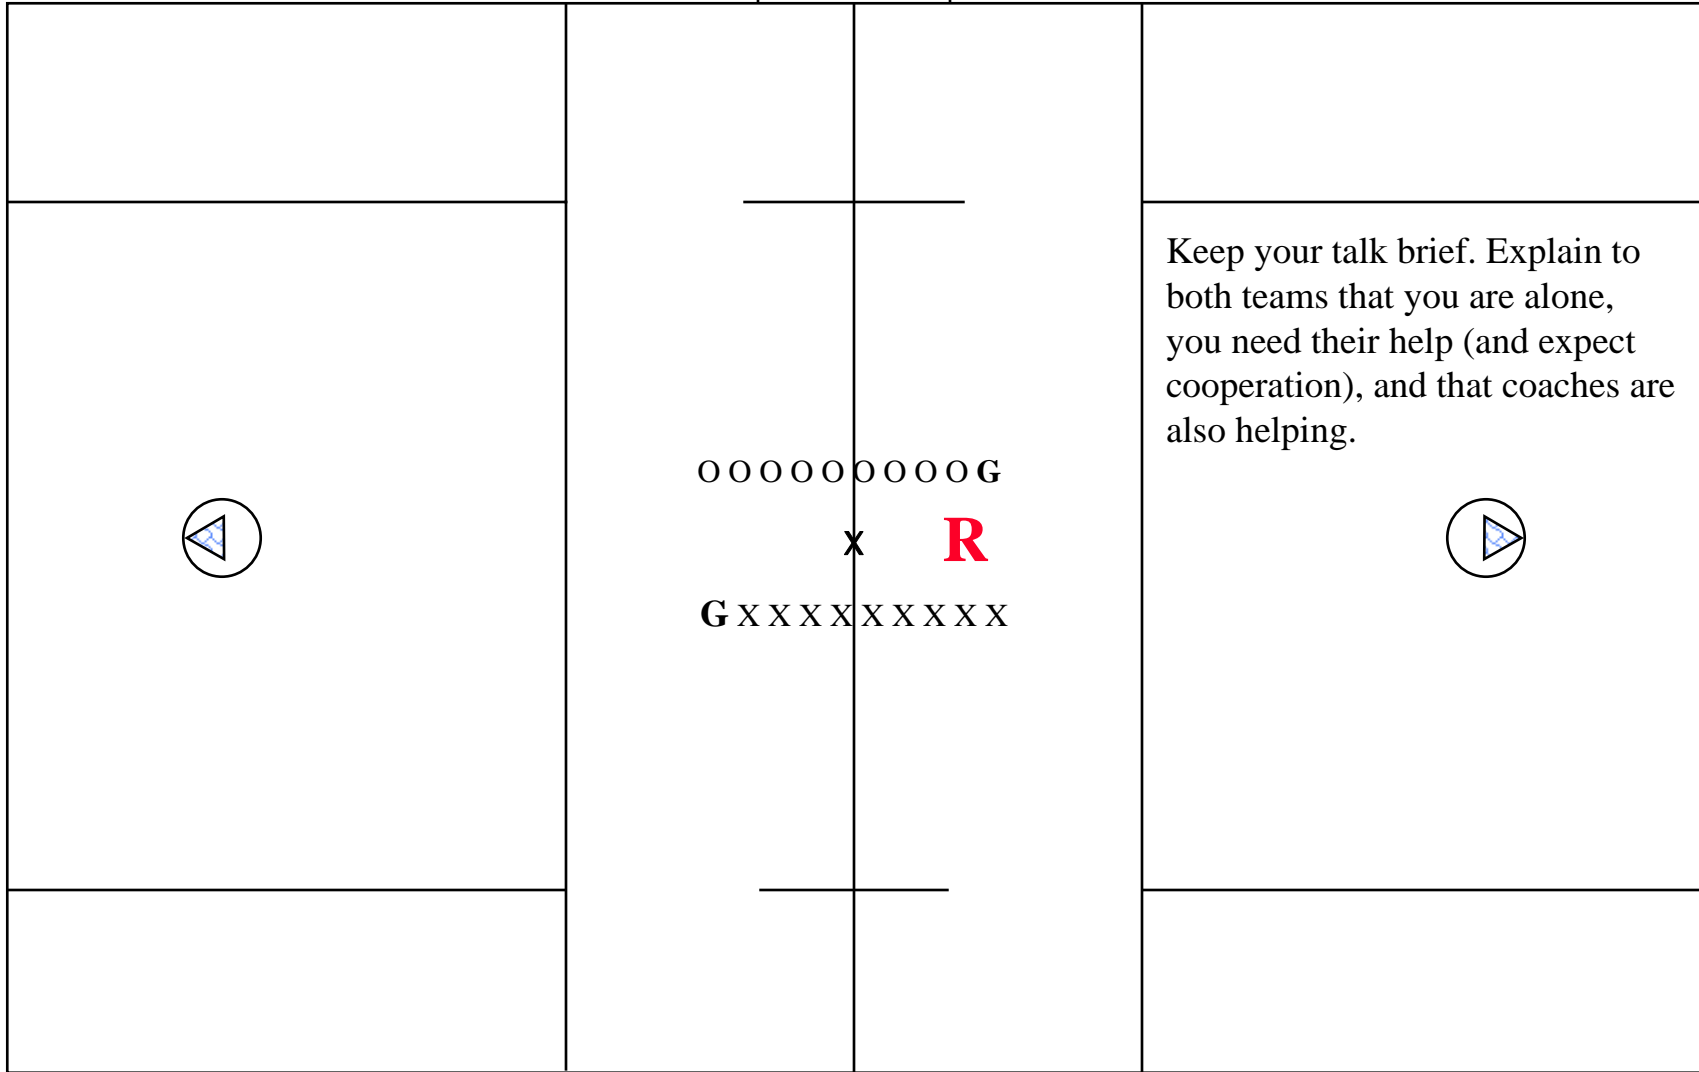 Keep your talk brief. Explain to
both teams that you are alone,
you need their help (and expect
cooperation), and that coaches are
also helping.
O O O O O O O O O G
X R
G X X X X X X X X X